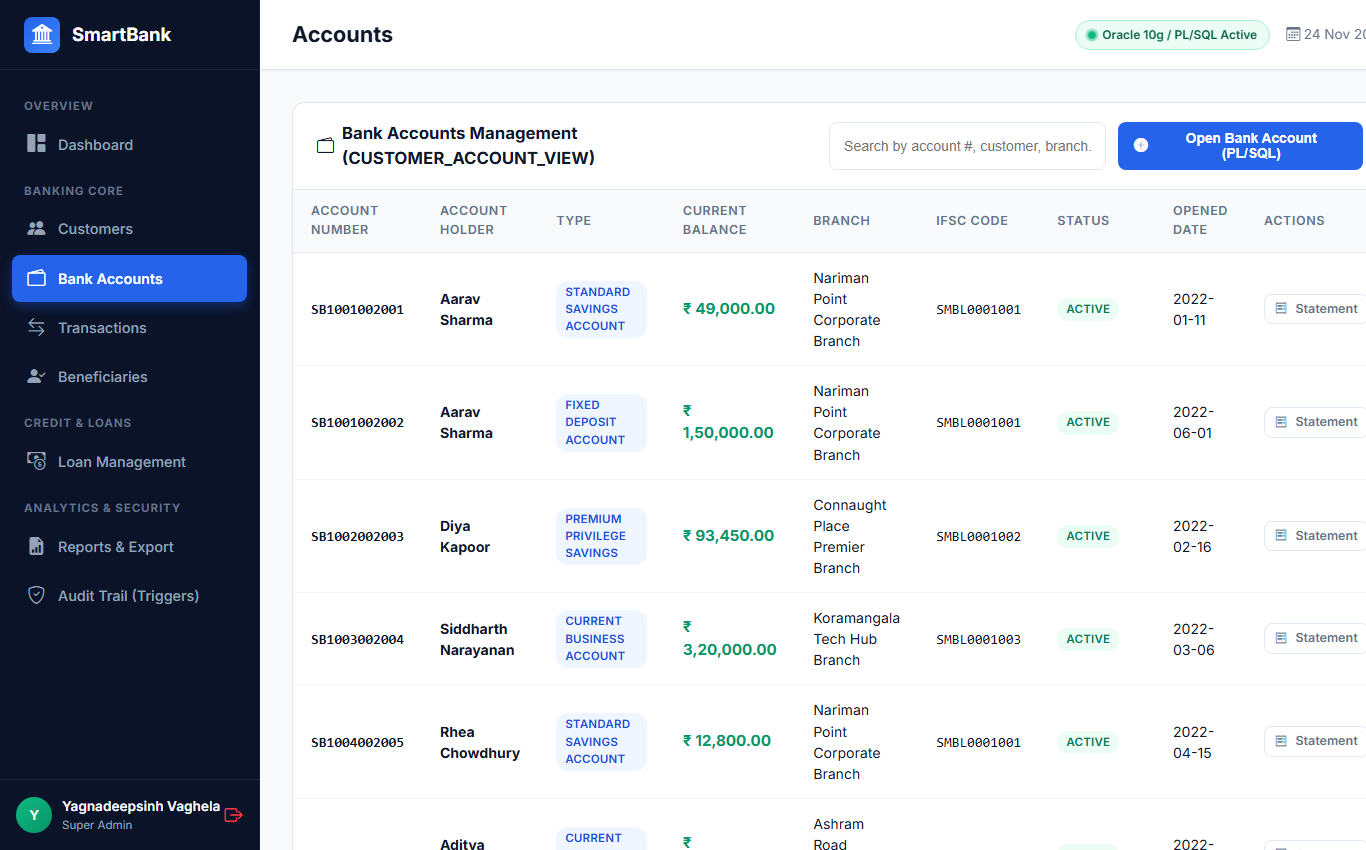 SmartBank
OVERVIEW
Dashboard
BANKING CORE
Customers
Bank Accounts
Transactions
Beneficiaries
CREDIT & LOANS
Loan Management
ANALYTICS & SECURITY
Reports & Export
Audit Trail (Triggers)
Y
Yagnadeepsinh Vaghela
Super Admin
Accounts
Oracle 10g / PL/SQL Active
24 Nov 20
Bank Accounts Management
(CUSTOMER_ACCOUNT_VIEW)
Search by account #, customer, branch.
Open Bank Account
(PL/SQL)
ACCOUNT
NUMBER
ACCOUNT
HOLDER
TYPE
CURRENT
BALANCE
BRANCH
IFSC CODE
STATUS
OPENED
DATE
ACTIONS
SB1001002001
Aarav
Sharma
STANDARD
SAVINGS
ACCOUNT
₹ 49,000.00
Nariman
Point
Corporate
Branch
SMBL0001001
ACTIVE
2022-
01-11
Statement
SB1001002002
Aarav
Sharma
FIXED
DEPOSIT
ACCOUNT
₹
1,50,000.00
Nariman
Point
Corporate
Branch
SMBL0001001
ACTIVE
2022-
06-01
Statement
SB1002002003
Diya
Kapoor
PREMIUM
PRIVILEGE
SAVINGS
₹ 93,450.00
Connaught
Place
Premier
Branch
SMBL0001002
ACTIVE
2022-
02-16
Statement
SB1003002004
Siddharth
Narayanan
CURRENT
BUSINESS
ACCOUNT
₹
3,20,000.00
Koramangala
Tech Hub
Branch
SMBL0001003
ACTIVE
2022-
03-06
Statement
SB1004002005
Rhea
Chowdhury
STANDARD
SAVINGS
ACCOUNT
₹ 12,800.00
Nariman
Point
Corporate
Branch
SMBL0001001
ACTIVE
2022-
04-15
Statement
Aditya
CURRENT
₹
Ashram
Road
2022-